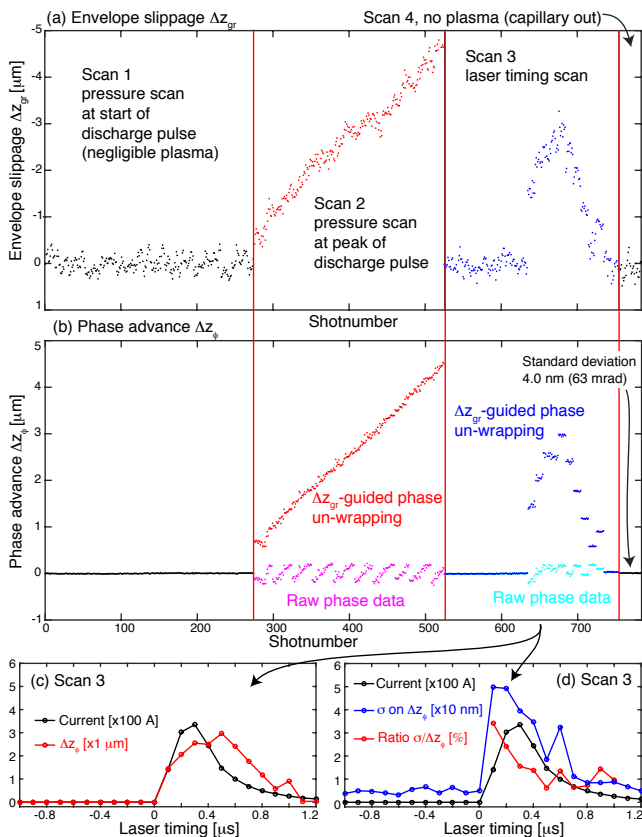 (a) Envelope slippage Δz_gr
Scan 4, no plasma (capillary out)
Envelope slippage Δz_gr [μm]
-5
-4
-3
-2
-1
0
1
Scan 1
pressure scan
at start of
discharge pulse
(negligible plasma)
Scan 2
pressure scan
at peak of
discharge pulse
Scan 3
laser timing scan
Shotnumber
(b) Phase advance Δz_ϕ
Phase advance Δz_ϕ [μm]
5
4
3
2
1
0
-1
Standard deviation
4.0 nm (63 mrad)
Δz_gr-guided phase
un-wrapping
Δz_gr-guided phase
un-wrapping
Raw phase data
Raw phase data
0 100 200 300 400 500 600 700
Shotnumber
(c) Scan 3
6
5
4
3
2
1
0
Current [x100 A]
Δz_ϕ [x1 μm]
-0.8 -0.4 0 0.4 0.8 1.2
Laser timing [μs]
(d) Scan 3
6
5
4
3
2
1
0
Current [x100 A]
σ on Δz_ϕ [x10 nm]
Ratio σ/Δz_ϕ [%]
-0.8 -0.4 0 0.4 0.8 1.2
Laser timing [μs]